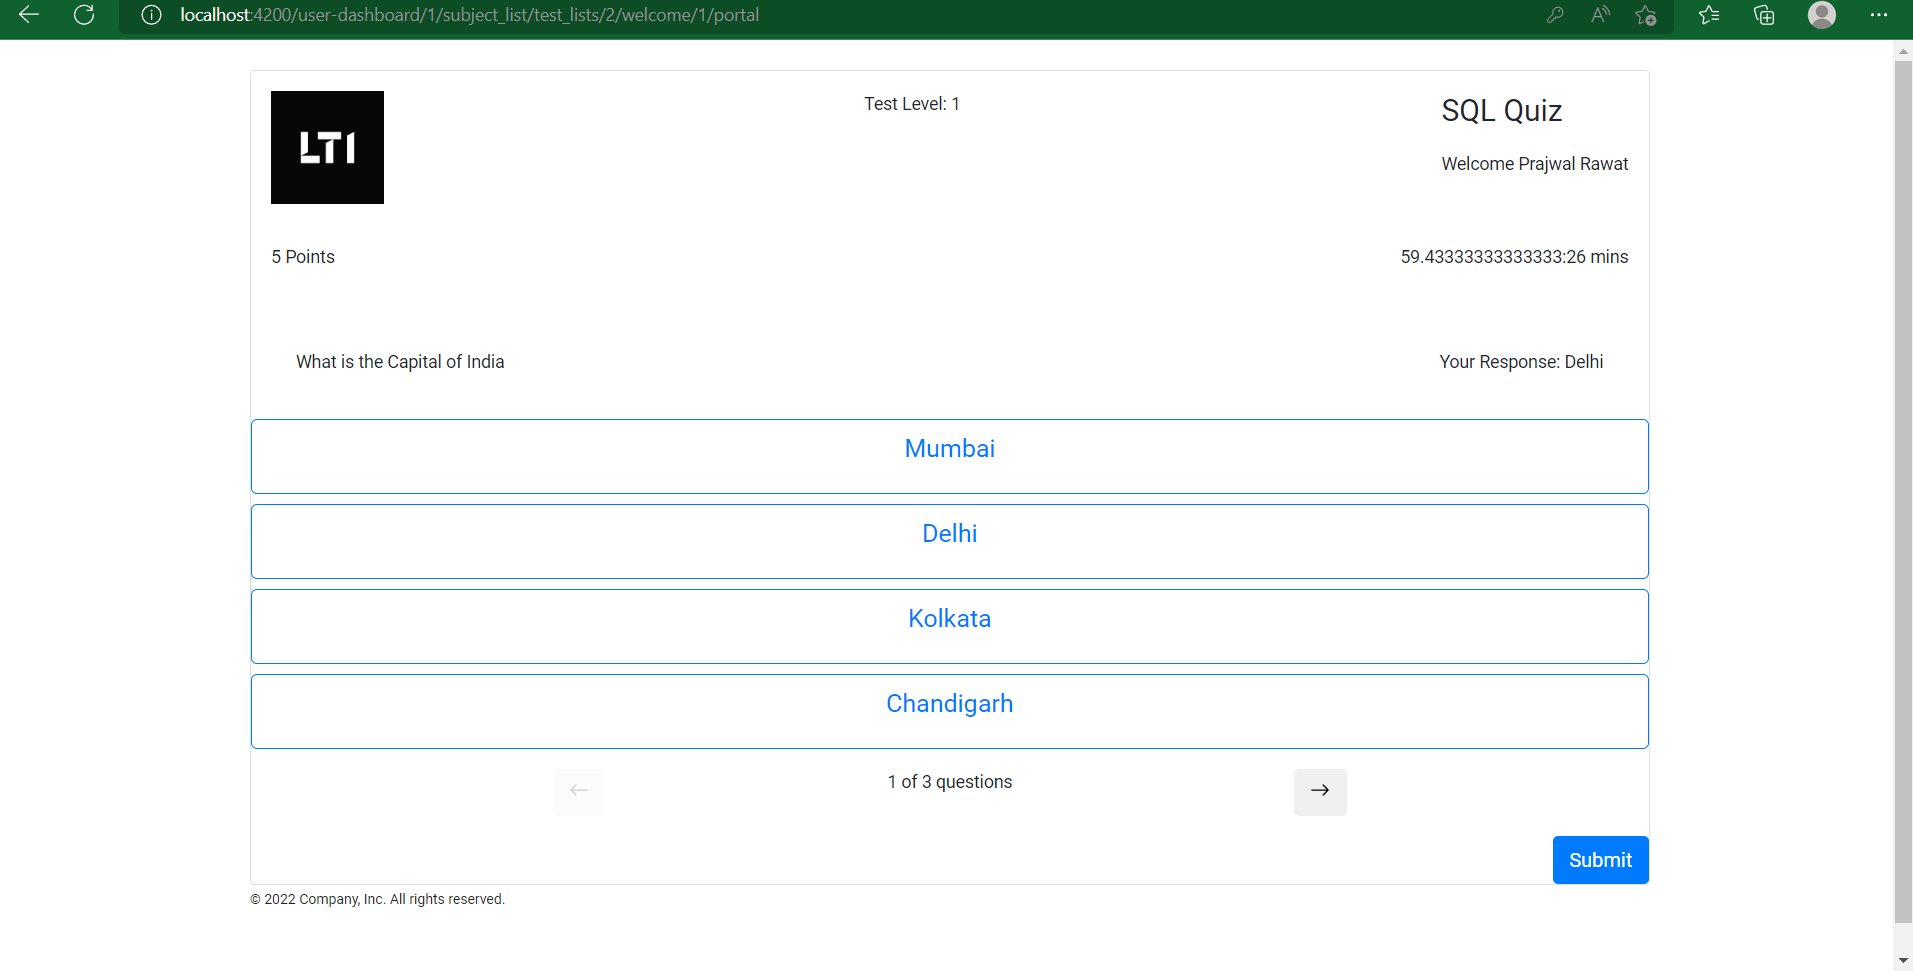 localhost:4200/user-dashboard/1/subject_list/test_lists/2/welcome/1/portal
LTI
Test Level: 1
SQL Quiz
Welcome Prajwal Rawat
5 Points
59.43333333333333:26 mins
What is the Capital of India
Your Response: Delhi
Mumbai
Delhi
Kolkata
Chandigarh
1 of 3 questions
Submit
© 2022 Company, Inc. All rights reserved.